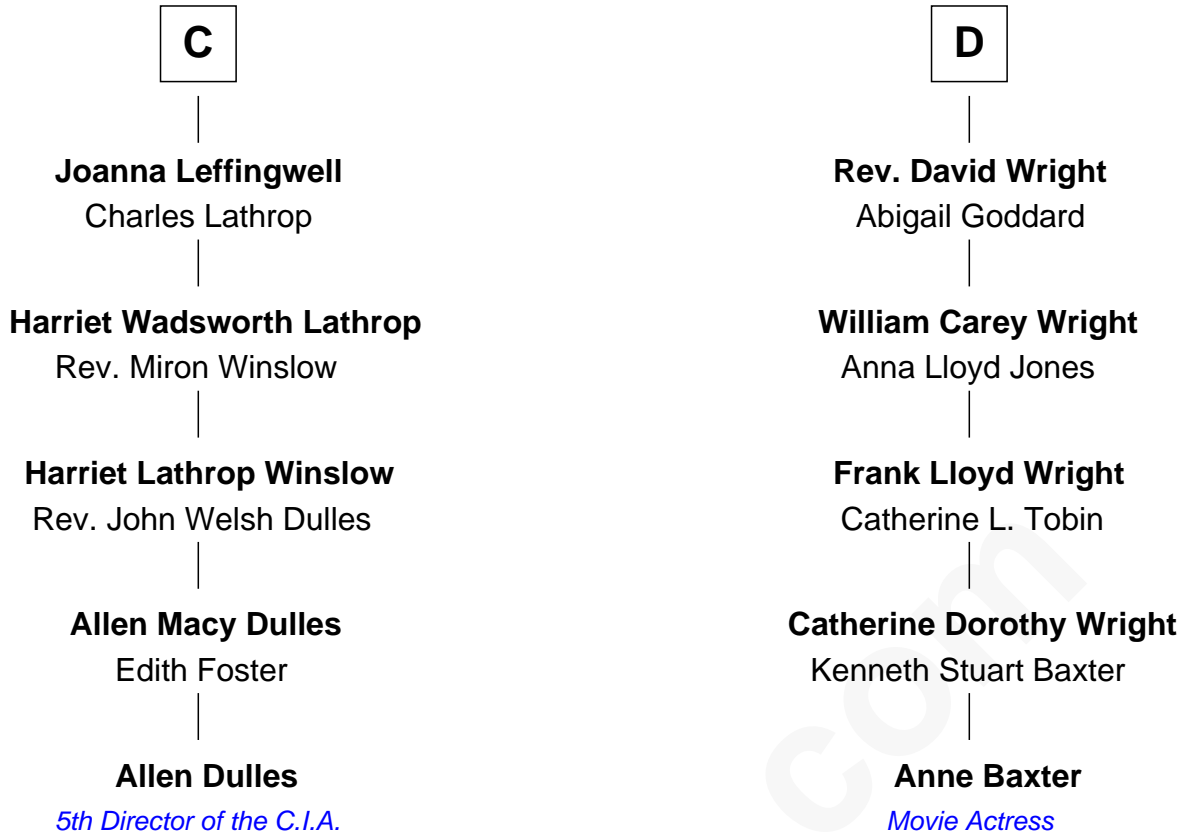 C
Joanna Leffingwell
Charles Lathrop
Harriet Wadsworth Lathrop
Rev. Miron Winslow
Harriet Lathrop Winslow
Rev. John Welsh Dulles
Allen Macy Dulles
Edith Foster
Allen Dulles
5th Director of the C.I.A.
D
Rev. David Wright
Abigail Goddard
William Carey Wright
Anna Lloyd Jones
Frank Lloyd Wright
Catherine L. Tobin
Catherine Dorothy Wright
Kenneth Stuart Baxter
Anne Baxter
Movie Actress
com